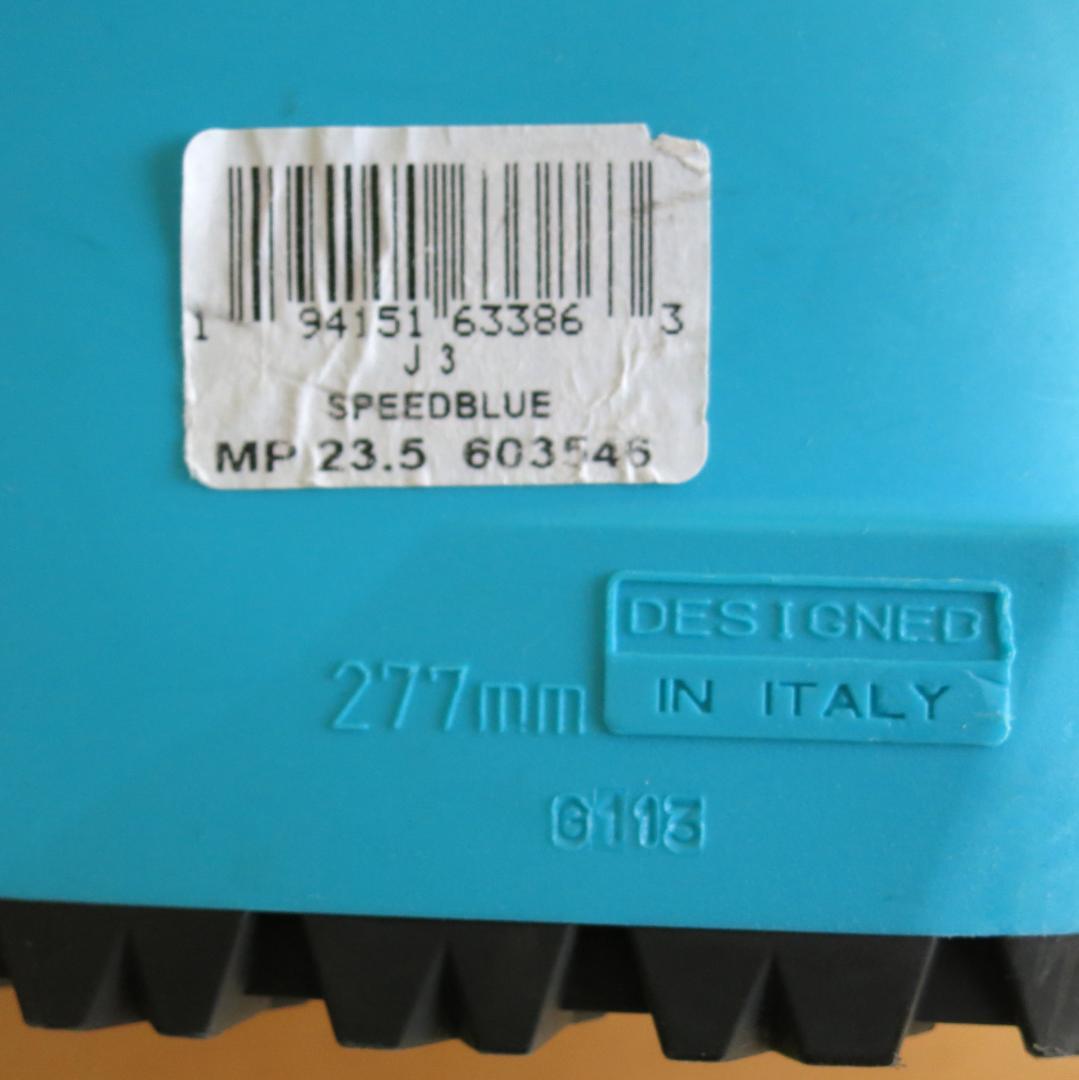 1 94151 63386 3
J 3
SPEEDBLUE
MP 23.5 603546
DESIGNED
277mm IN ITALY
G113